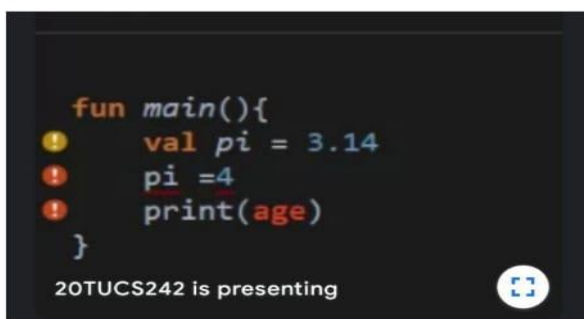 fun main(){
val pi = 3.14
pi =4
print(age)
}
20TUCS242 is presenting